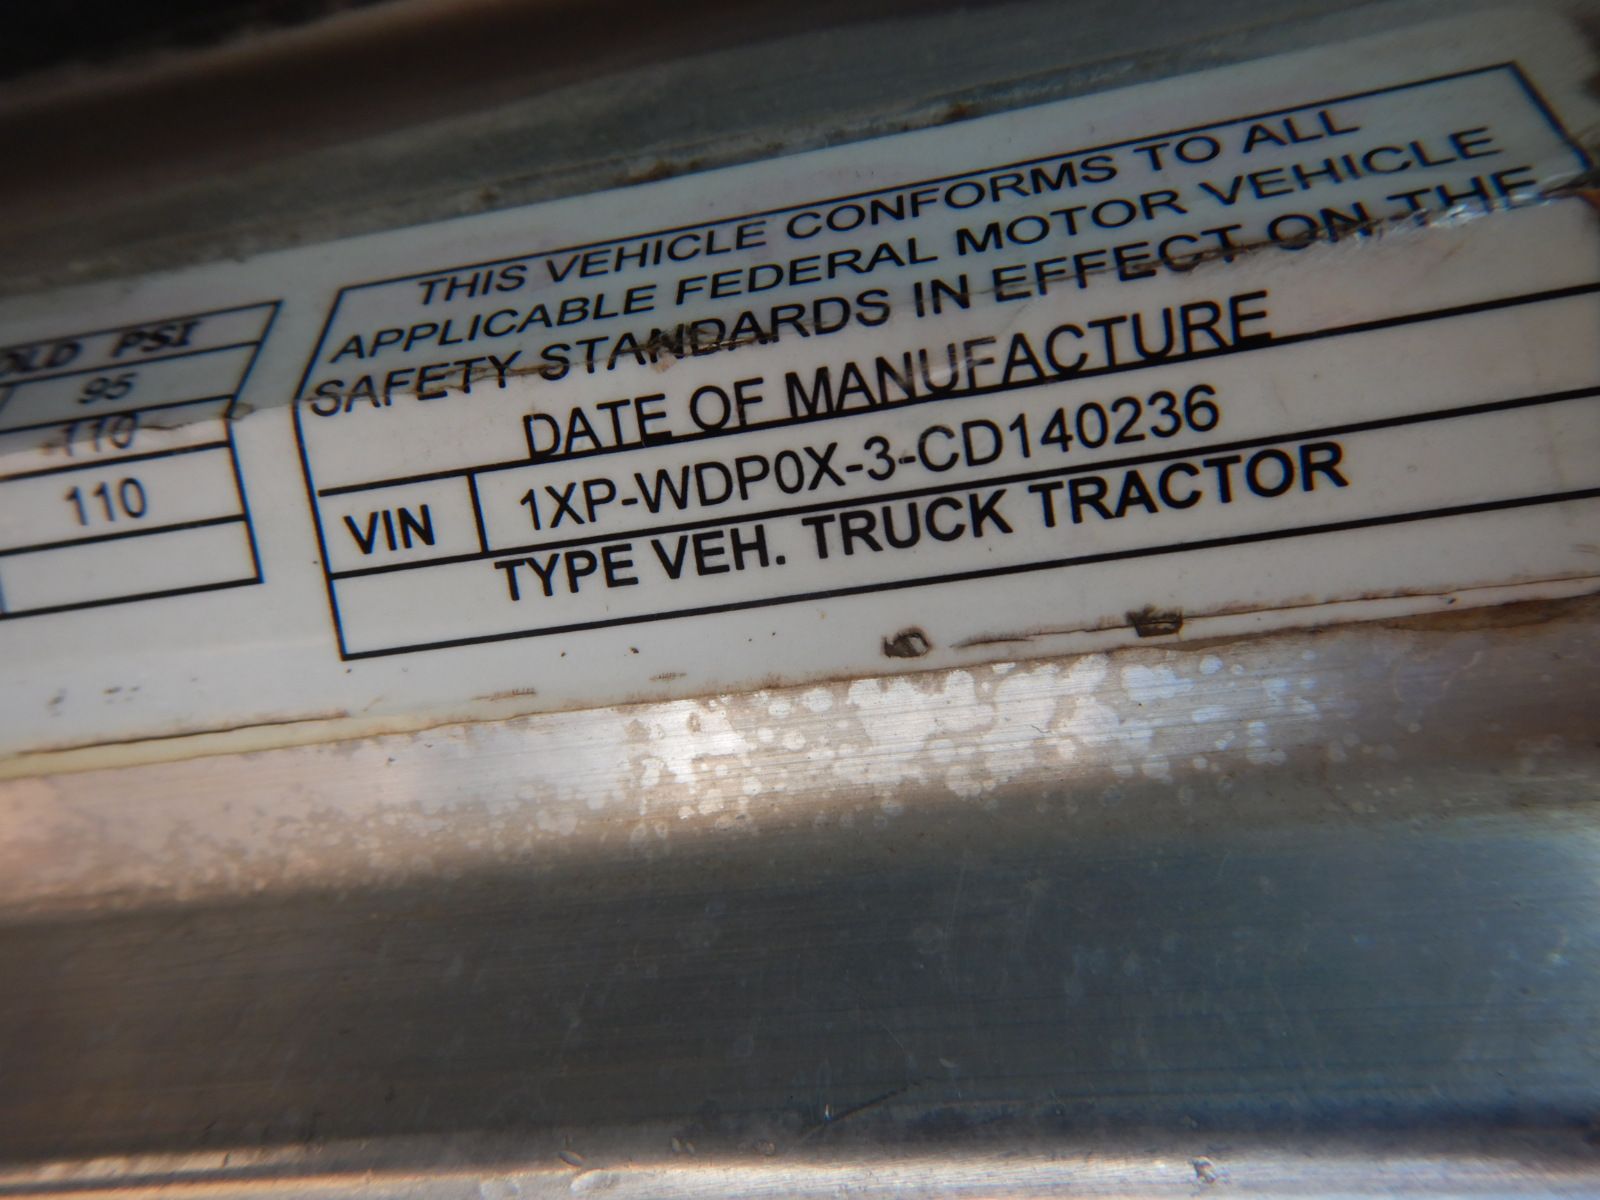 PSI
95
110
110
THIS VEHICLE CONFORMS TO ALL
APPLICABLE FEDERAL MOTOR VEHICLE
SAFETY STANDARDS IN EFFECT ON THE
DATE OF MANUFACTURE
VIN 1XP-WDP0X-3-CD140236
TYPE VEH. TRUCK TRACTOR